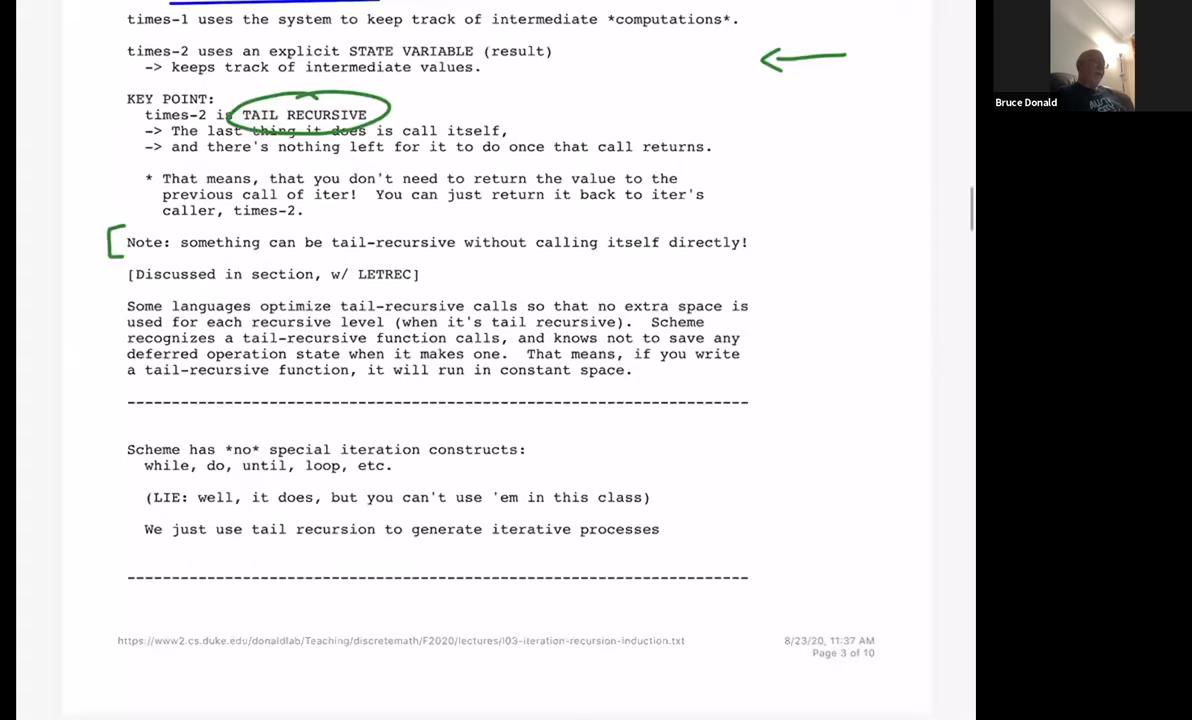 times-1 uses the system to keep track of intermediate *computations*.
times-2 uses an explicit STATE VARIABLE (result)
-> keeps track of intermediate values.
KEY POINT:
times-2 is TAIL RECURSIVE
-> The last thing it does is call itself,
-> and there's nothing left for it to do once that call returns.
* That means, that you don't need to return the value to the
previous call of iter! You can just return it back to iter's
caller, times-2.
Note: something can be tail-recursive without calling itself directly!
[Discussed in section, w/ LETREC]
Some languages optimize tail-recursive calls so that no extra space is
used for each recursive level (when it's tail recursive). Scheme
recognizes a tail-recursive function calls, and knows not to save any
deferred operation state when it makes one. That means, if you write
a tail-recursive function, it will run in constant space.
------------------------------------------------------------------------
Scheme has *no* special iteration constructs:
while, do, until, loop, etc.
(LIE: well, it does, but you can't use 'em in this class)
We just use tail recursion to generate iterative processes
------------------------------------------------------------------------
https://www2.cs.duke.edu/donaldlab/Teaching/discretemath/F2020/lectures/l03-iteration-recursion-induction.txt
8/23/20, 11:37 AM
Page 3 of 10
Bruce Donald